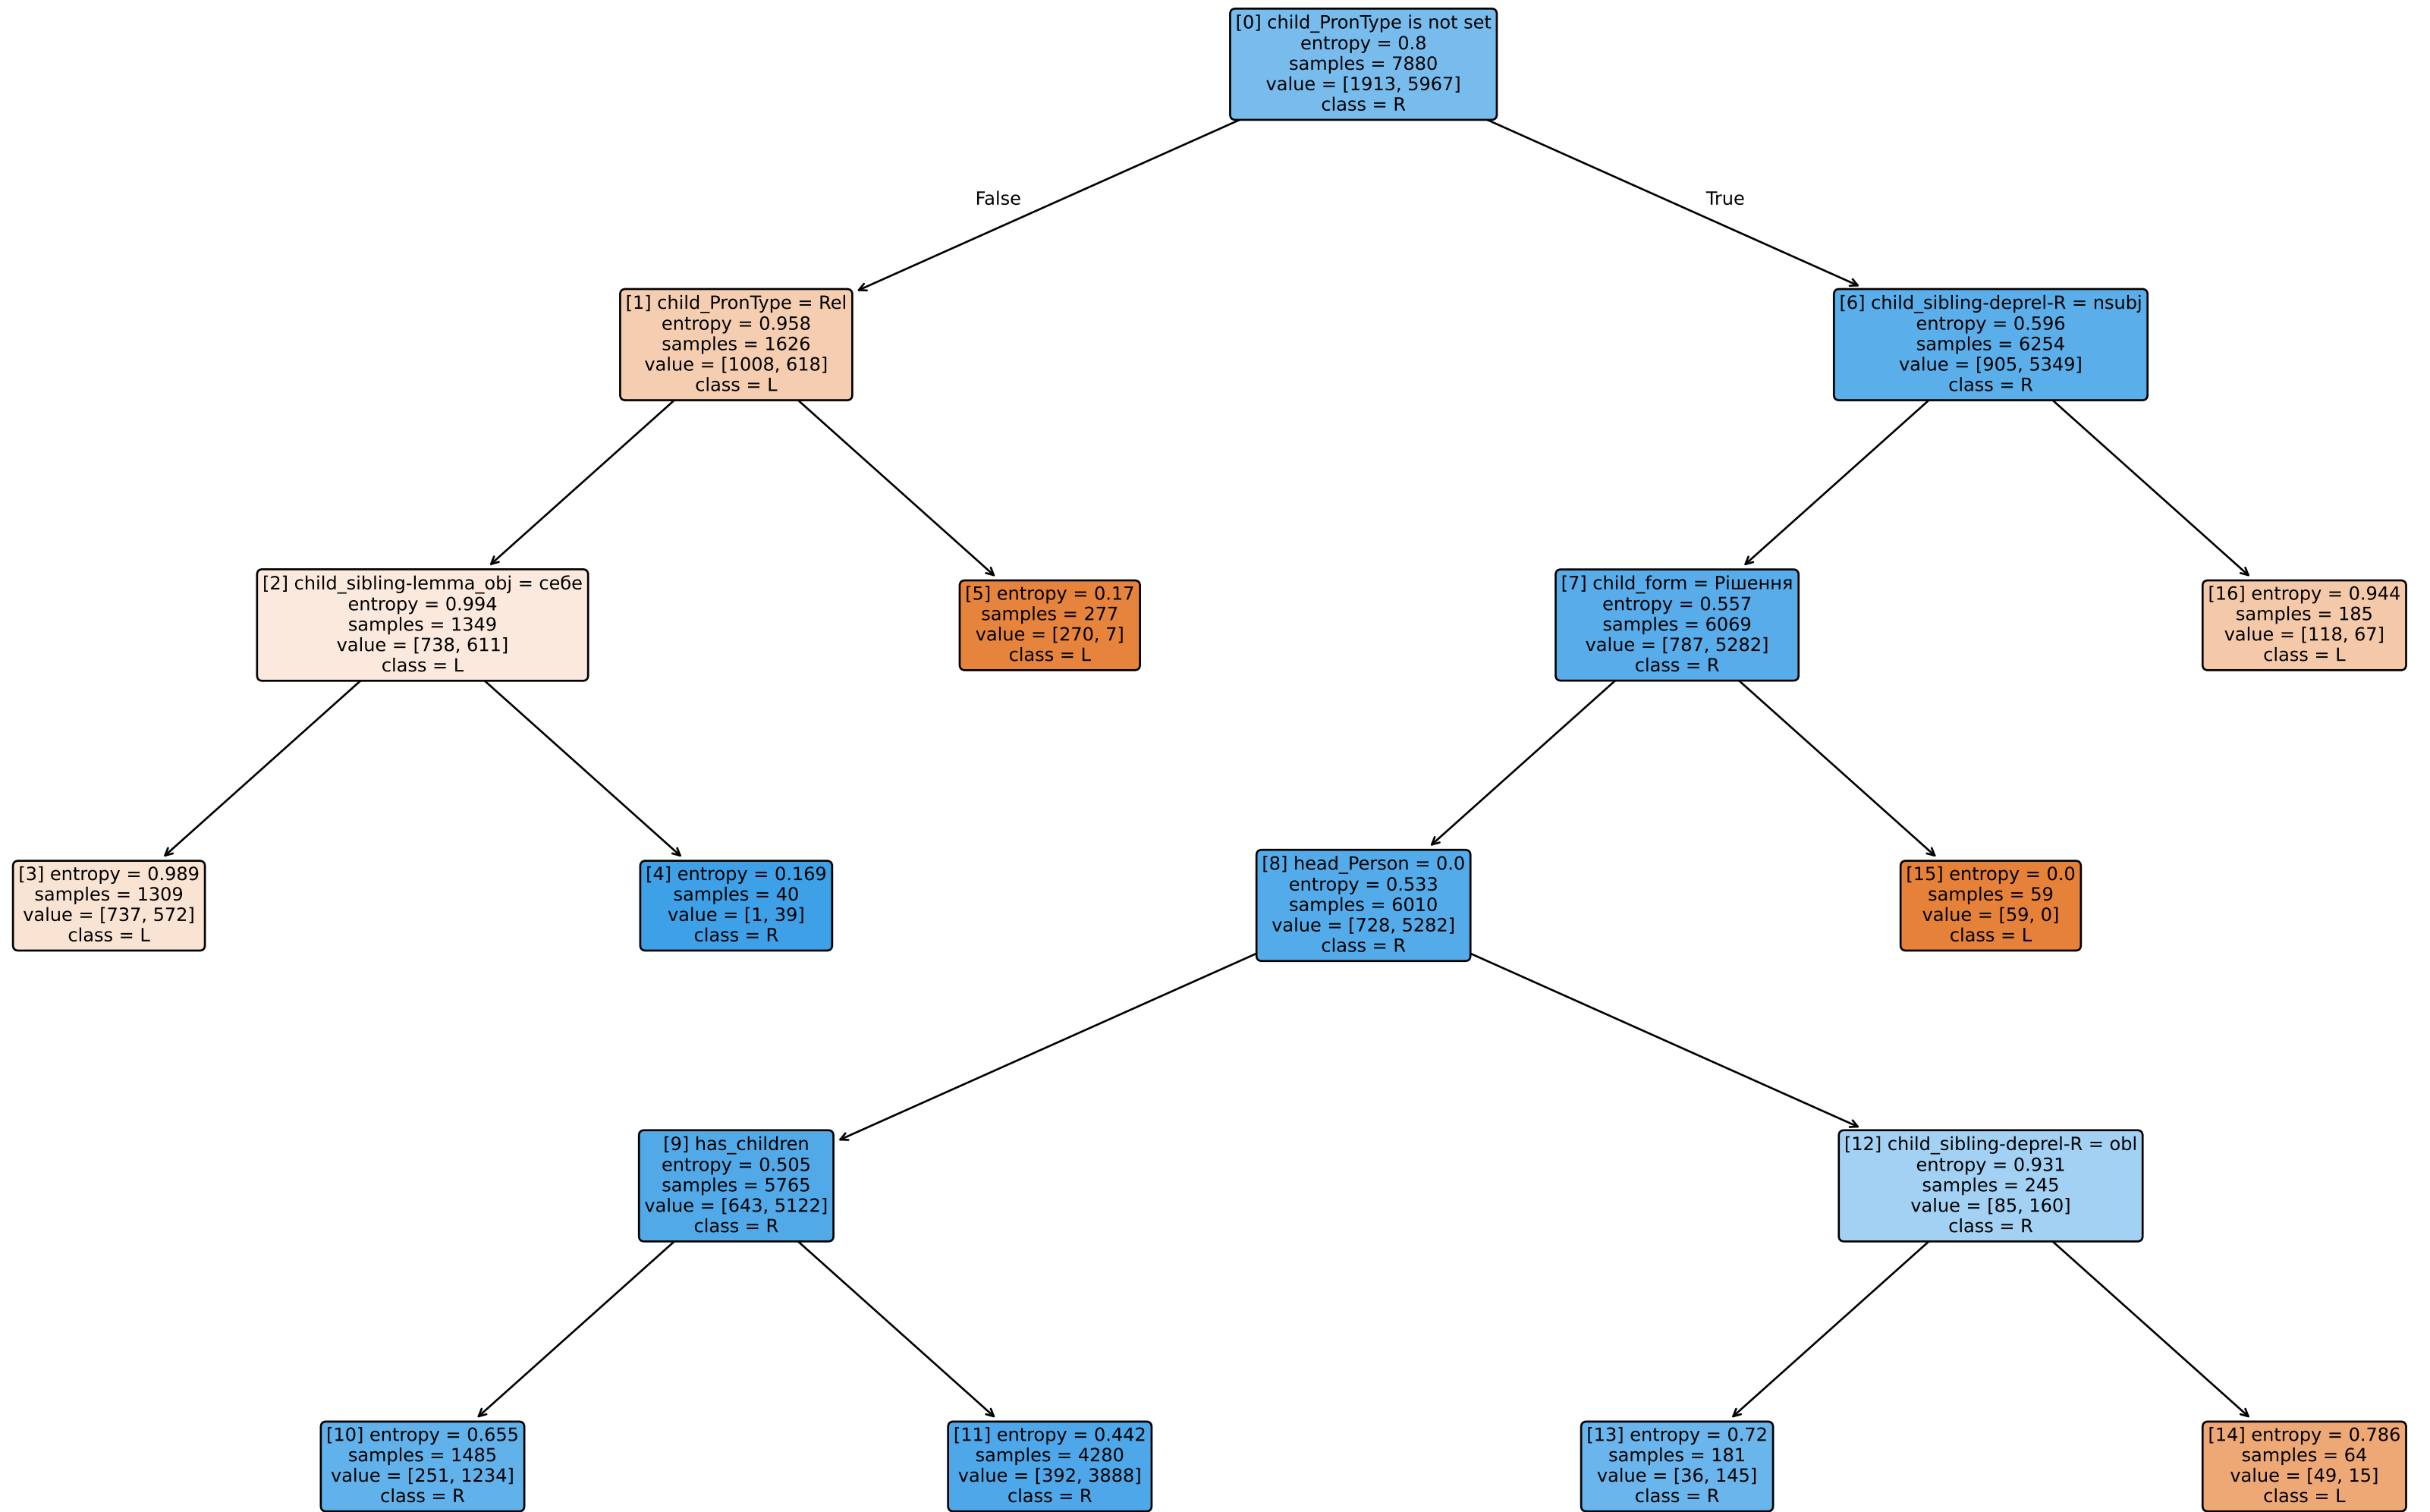 [0] child_PronType is not set
entropy = 0.8
samples = 7880
value = [1913, 5967]
class = R
False
True
[1] child_PronType = Rel
entropy = 0.958
samples = 1626
value = [1008, 618]
class = L
[6] child_sibling-deprel-R = nsubj
entropy = 0.596
samples = 6254
value = [905, 5349]
class = R
[2] child_sibling-lemma_obj = себе
entropy = 0.994
samples = 1349
value = [738, 611]
class = L
[5] entropy = 0.17
samples = 277
value = [270, 7]
class = L
[7] child_form = Рішення
entropy = 0.557
samples = 6069
value = [787, 5282]
class = R
[16] entropy = 0.944
samples = 185
value = [118, 67]
class = L
[3] entropy = 0.989
samples = 1309
value = [737, 572]
class = L
[4] entropy = 0.169
samples = 40
value = [1, 39]
class = R
[8] head_Person = 0.0
entropy = 0.533
samples = 6010
value = [728, 5282]
class = R
[15] entropy = 0.0
samples = 59
value = [59, 0]
class = L
[9] has_children
entropy = 0.505
samples = 5765
value = [643, 5122]
class = R
[12] child_sibling-deprel-R = obl
entropy = 0.931
samples = 245
value = [85, 160]
class = R
[10] entropy = 0.655
samples = 1485
value = [251, 1234]
class = R
[11] entropy = 0.442
samples = 4280
value = [392, 3888]
class = R
[13] entropy = 0.72
samples = 181
value = [36, 145]
class = R
[14] entropy = 0.786
samples = 64
value = [49, 15]
class = L